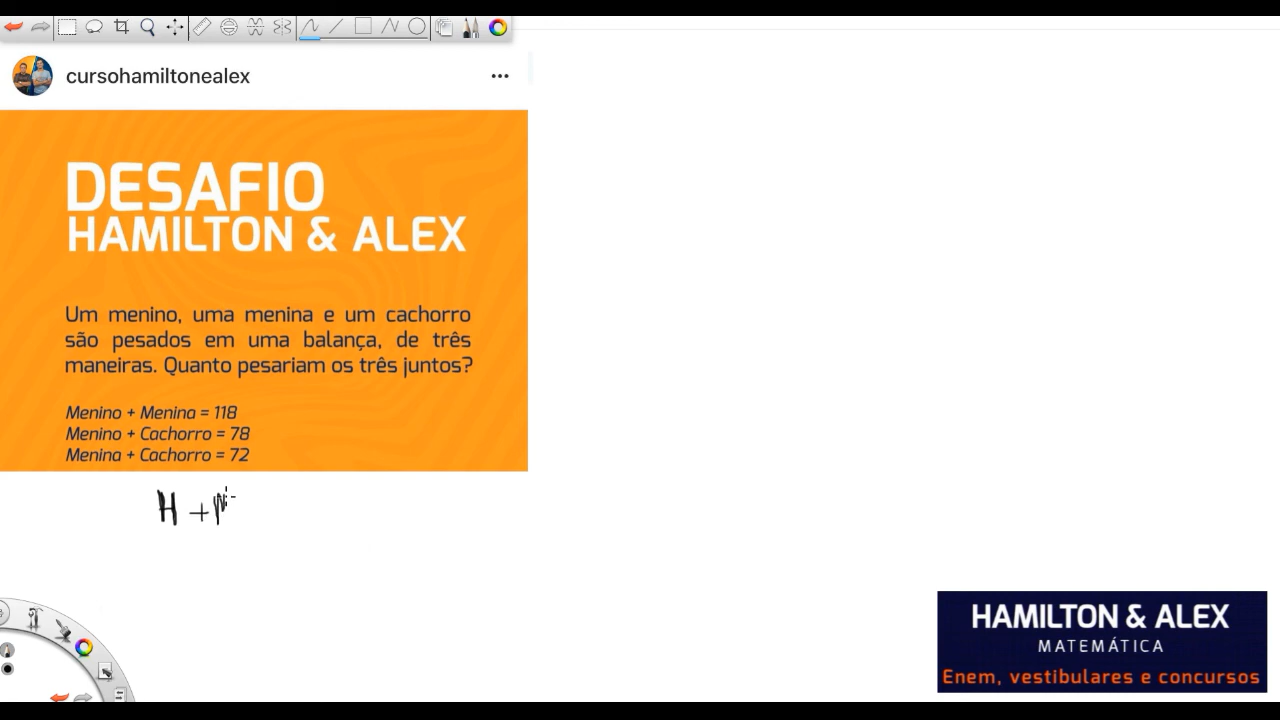 cursohamiltonealex
DESAFIO
HAMILTON & ALEX
Um menino, uma menina e um cachorro
são pesados em uma balança, de três
maneiras. Quanto pesariam os três juntos?
Menino + Menina = 118
Menino + Cachorro = 78
Menina + Cachorro = 72
H +
HAMILTON & ALEX
MATEMÁTICA
Enem, vestibulares e concursos